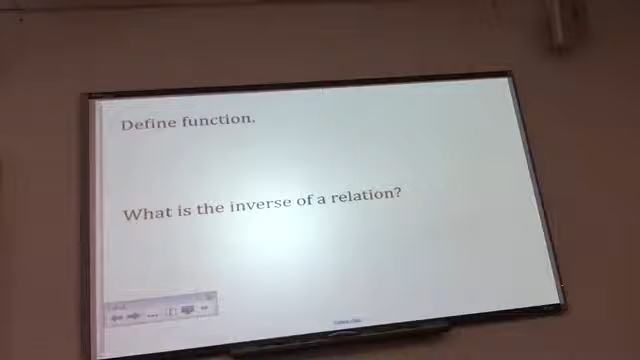 Define function.
What is the inverse of a relation?